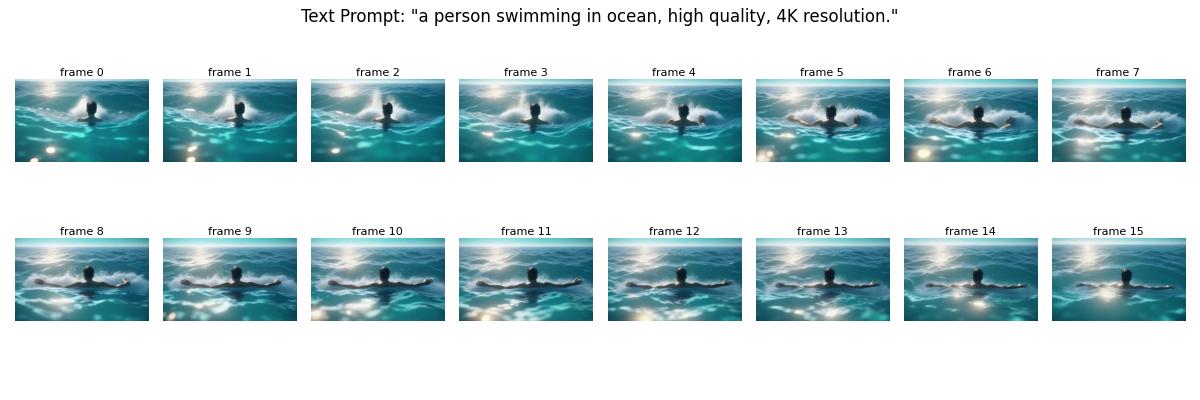 Text Prompt: "a person swimming in ocean, high quality, 4K resolution."
frame 0 frame 1 frame 2 frame 3 frame 4 frame 5 frame 6 frame 7
frame 8 frame 9 frame 10 frame 11 frame 12 frame 13 frame 14 frame 15